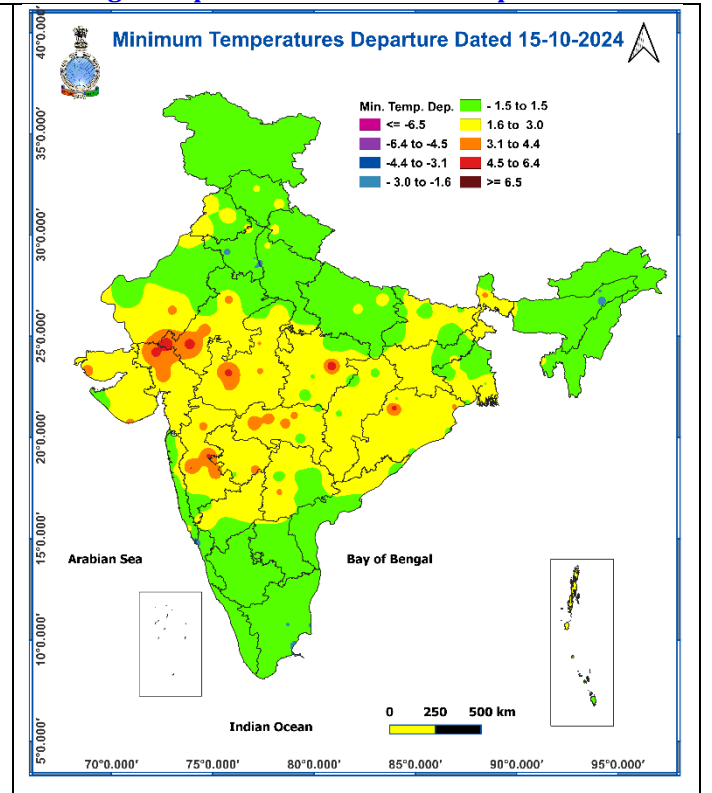 Minimum Temperatures Departure Dated 15-10-2024
Min. Temp. Dep.
<= -6.5
-6.4 to -4.5
-4.4 to -3.1
- 3.0 to -1.6
- 1.5 to 1.5
1.6 to 3.0
3.1 to 4.4
4.5 to 6.4
>= 6.5
40°0.000'
35°0.000'
30°0.000'
25°0.000'
20°0.000'
15°0.000'
10°0.000'
5°0.000'
Arabian Sea
Bay of Bengal
Indian Ocean
0 250 500 km
70°0.000' 75°0.000' 80°0.000' 85°0.000' 90°0.000' 95°0.000'